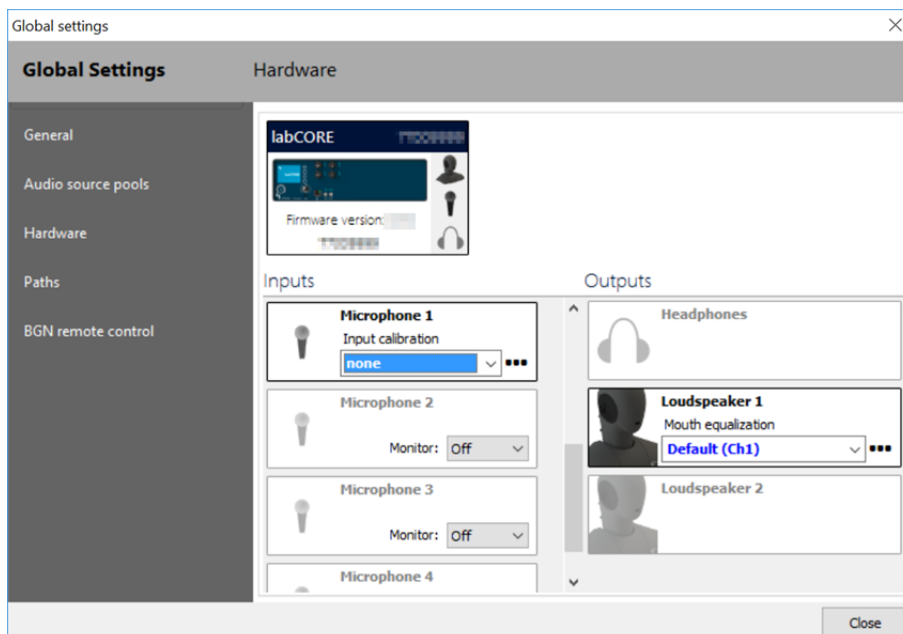 Global settings
Global Settings
Hardware
General
Audio source pools
Hardware
Paths
BGN remote control
labCORE
Firmware version:
Inputs
Microphone 1
Input calibration
none
Microphone 2
Monitor: Off
Microphone 3
Monitor: Off
Microphone 4
Outputs
Headphones
Loudspeaker 1
Mouth equalization
Default (Ch1)
Loudspeaker 2
Close